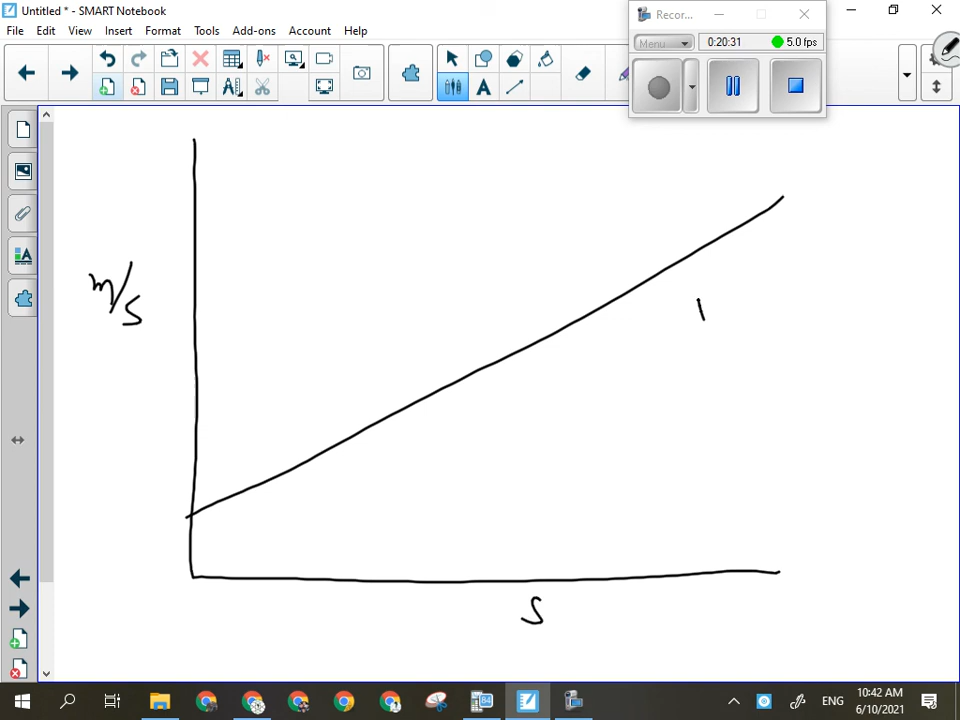 Untitled * - SMART Notebook
Recor...
File Edit View Insert Format Tools Add-ons Account Help
Menu
0:20:31
5.0 fps
m/s
s
ENG
10:42 AM
6/10/2021